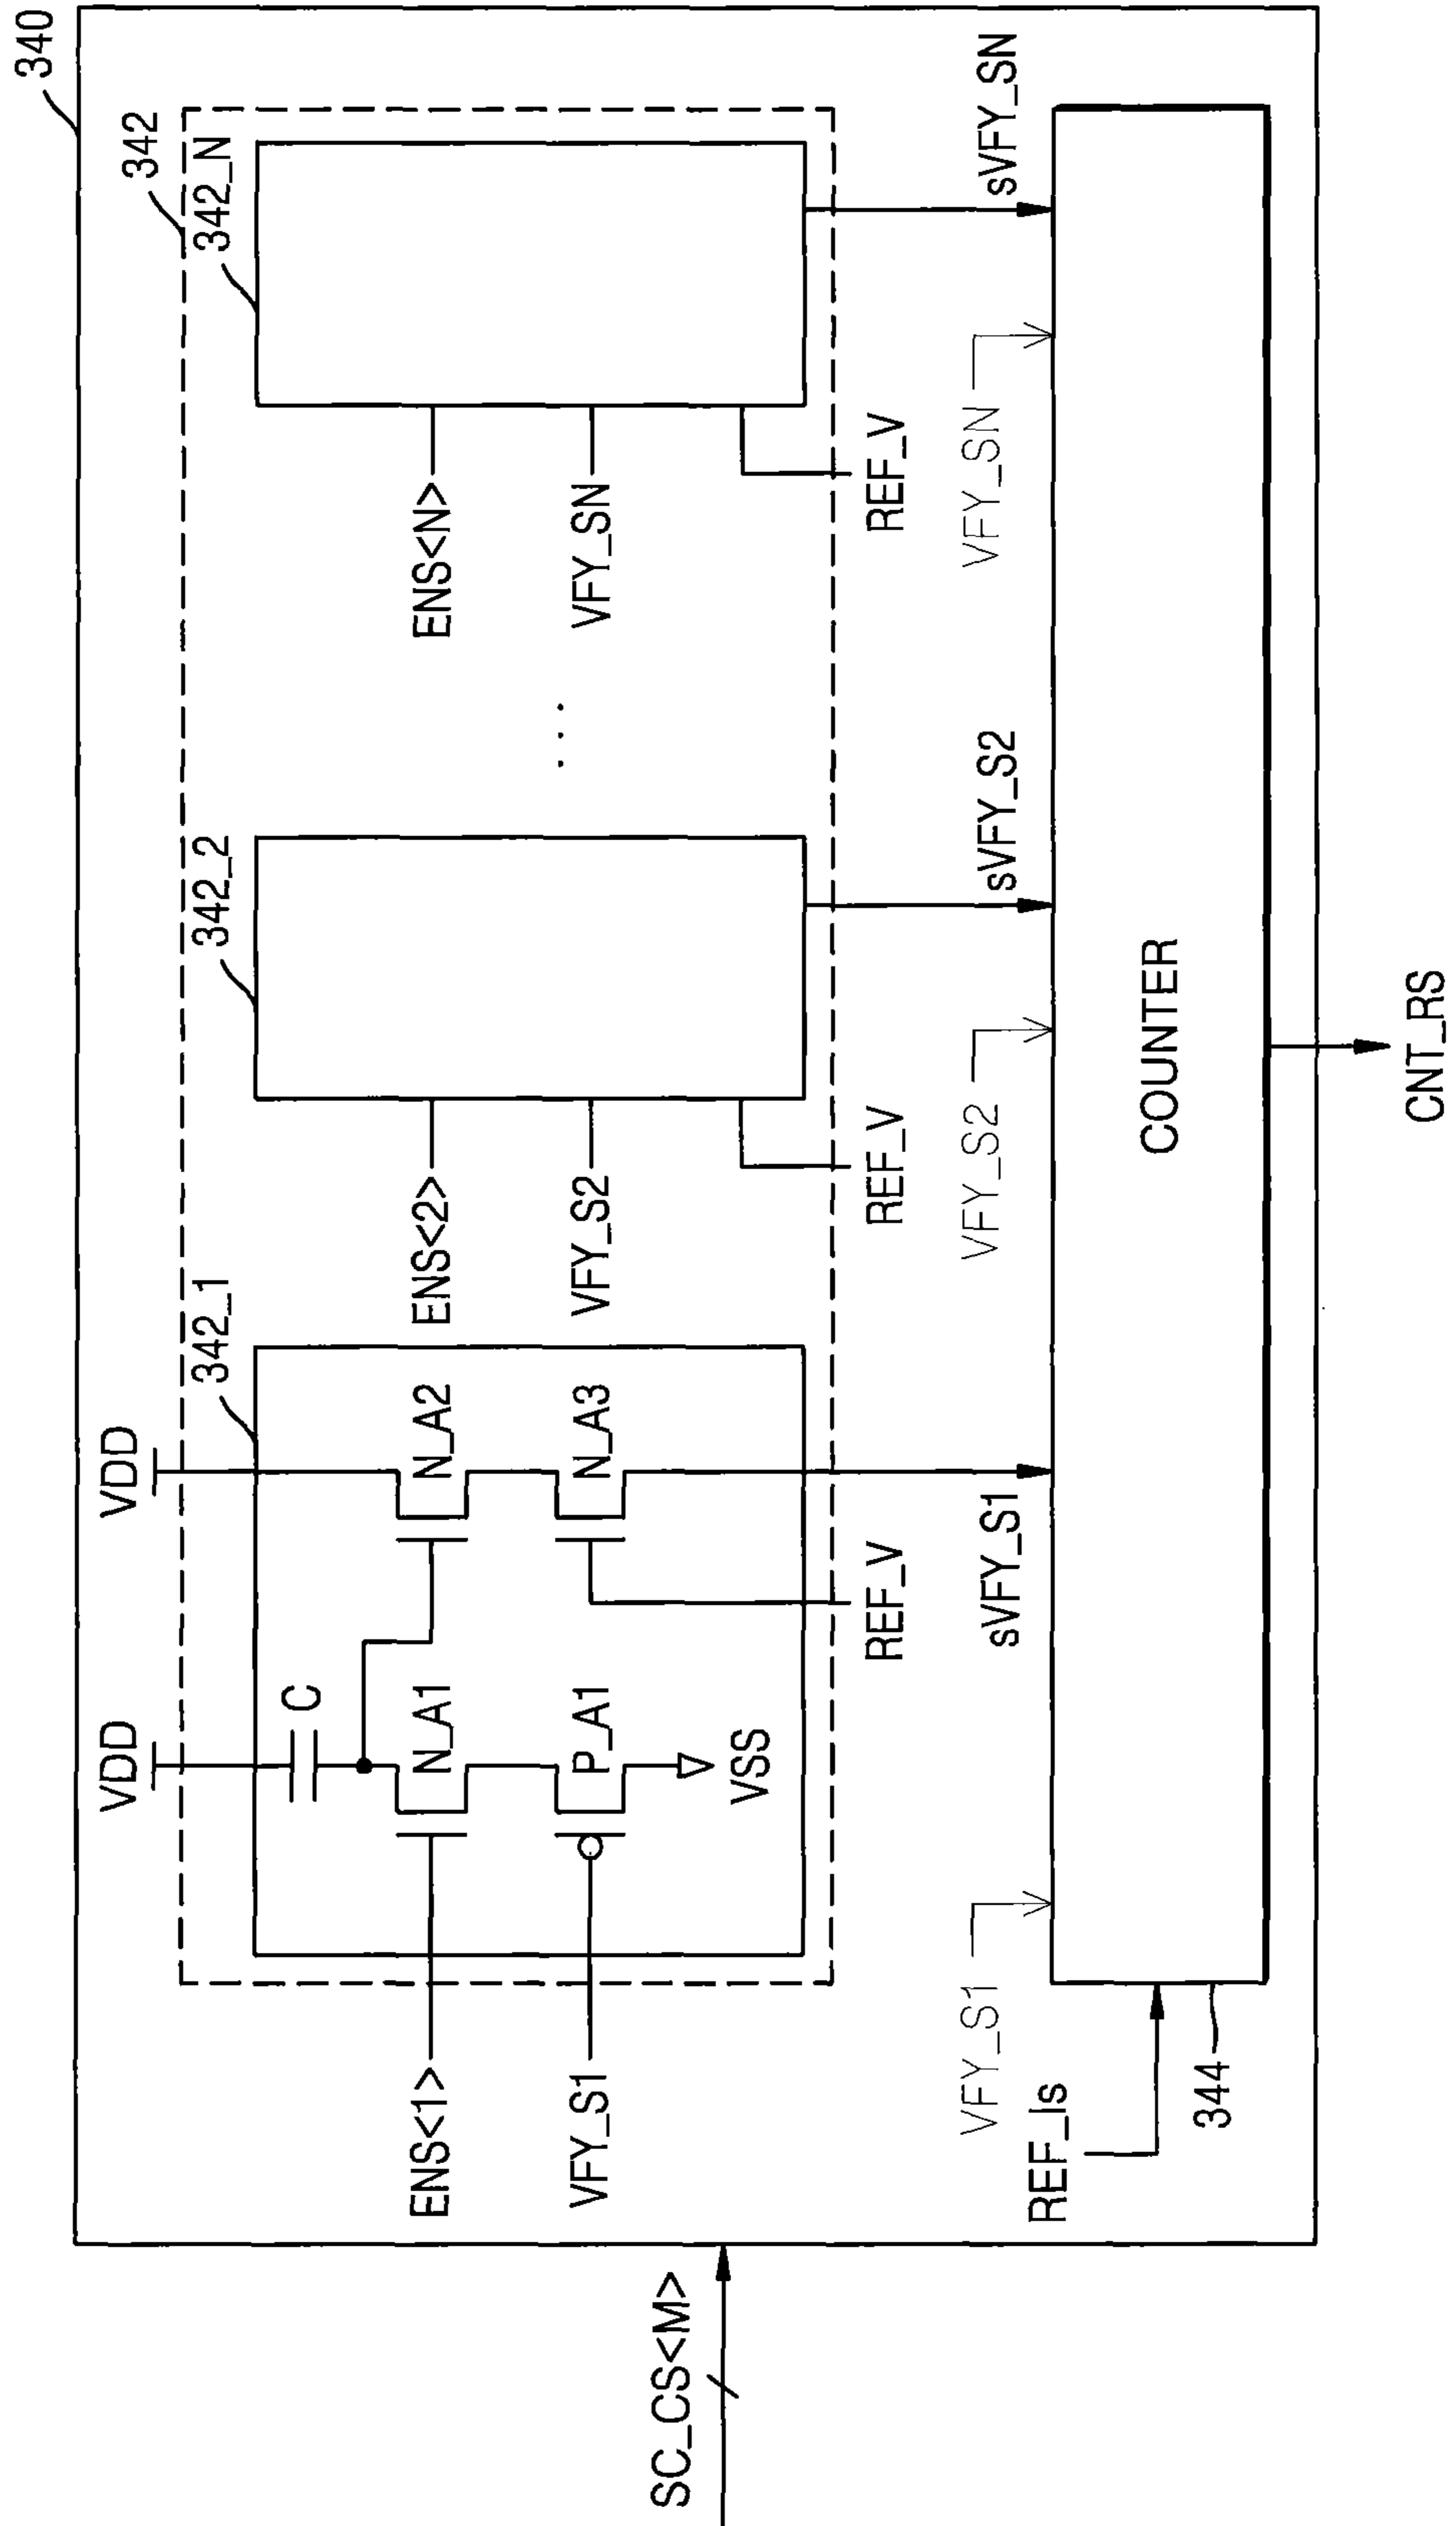 340
342
VDD
VDD
342_1
342_2
342_N
C
ENS<1>
N_A1
N_A2
ENS<2>
ENS<N>
VFY_S1
P_A1
N_A3
VFY_S2
...
VFY_SN
VSS
REF_V
REF_V
REF_V
VFY_S1
sVFY_S1
VFY_S2
sVFY_S2
VFY_SN
sVFY_SN
SC_CS<M>
REF_Is
COUNTER
344
CNT_RS